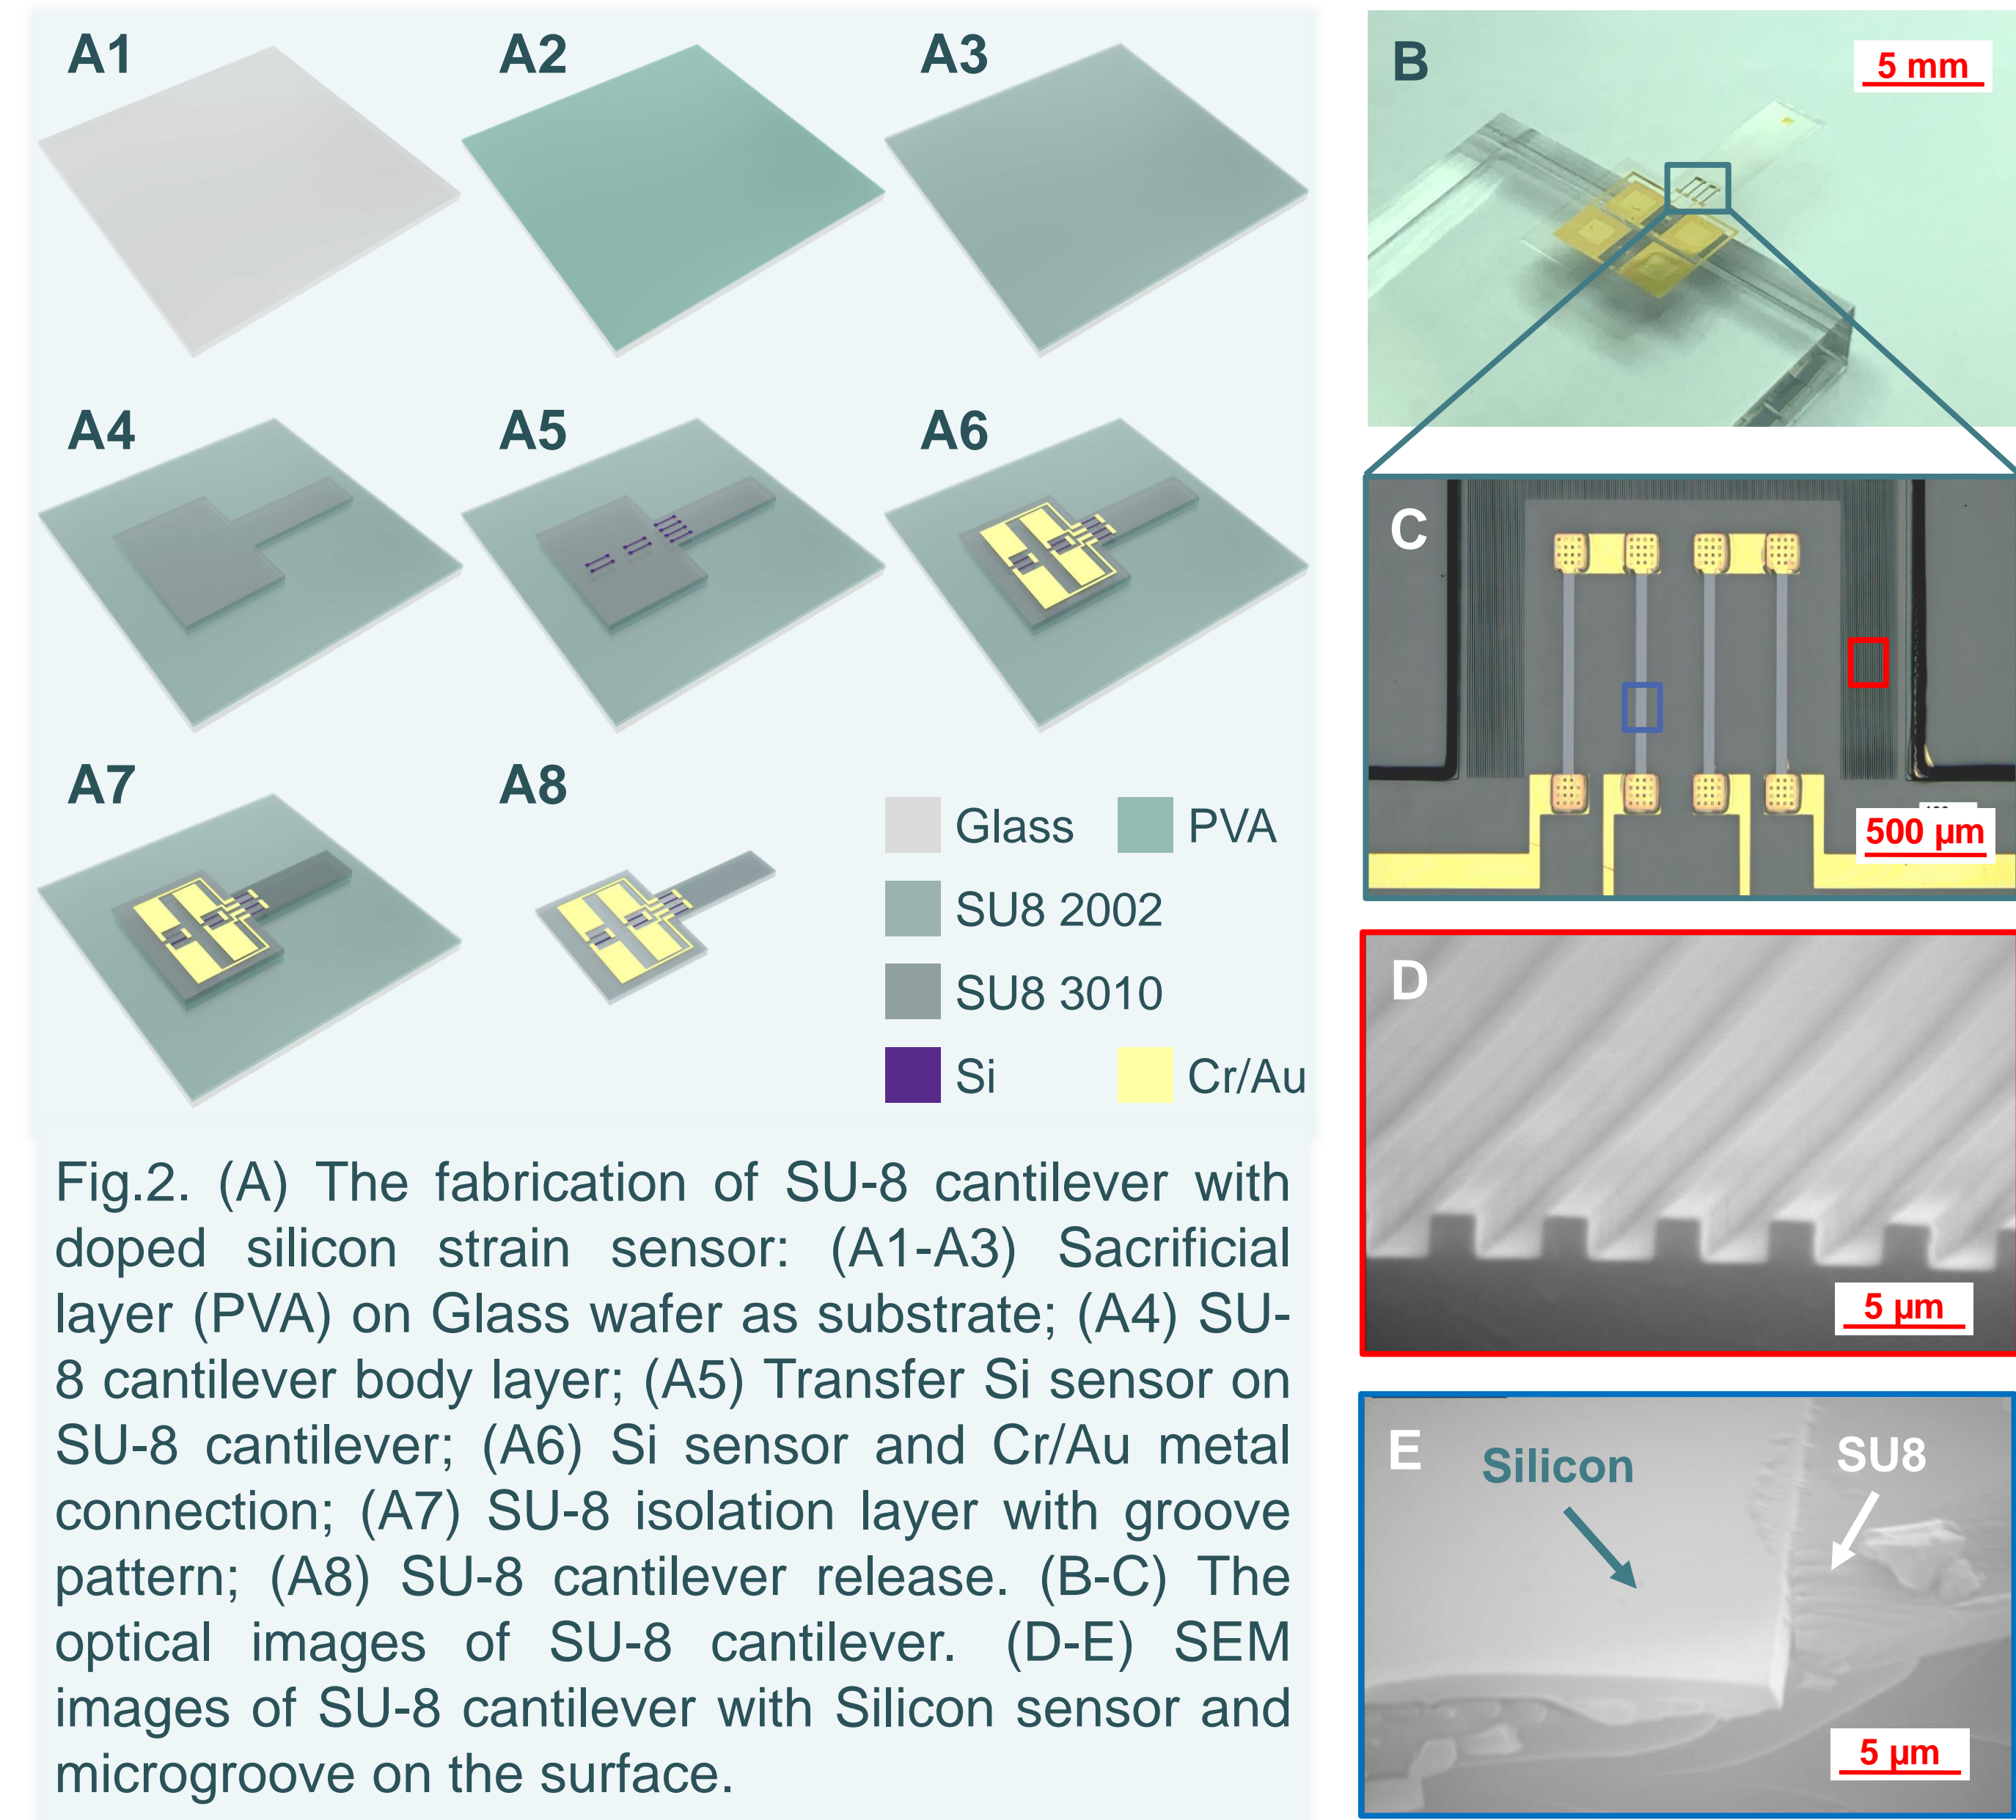 A1
A2
A3
A4
A5
A6
A7
A8
Glass
PVA
SU8 2002
SU8 3010
Si
Cr/Au
Fig.2. (A) The fabrication of SU-8 cantilever with
doped silicon strain sensor: (A1-A3) Sacrificial
layer (PVA) on Glass wafer as substrate; (A4) SU-
8 cantilever body layer; (A5) Transfer Si sensor on
SU-8 cantilever; (A6) Si sensor and Cr/Au metal
connection; (A7) SU-8 isolation layer with groove
pattern; (A8) SU-8 cantilever release. (B-C) The
optical images of SU-8 cantilever. (D-E) SEM
images of SU-8 cantilever with Silicon sensor and
microgroove on the surface.
B
5 mm
C
500 µm
D
5 µm
E
Silicon
SU8
5 µm